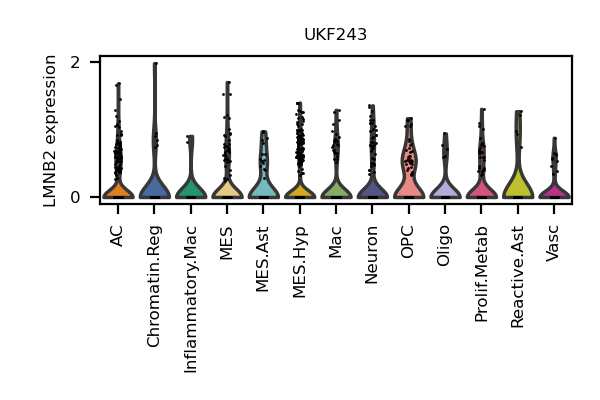 UKF243
LMNB2 expression
2
0
AC
Chromatin.Reg
Inflammatory.Mac
MES
MES.Ast
MES.Hyp
Mac
Neuron
OPC
Oligo
Prolif.Metab
Reactive.Ast
Vasc